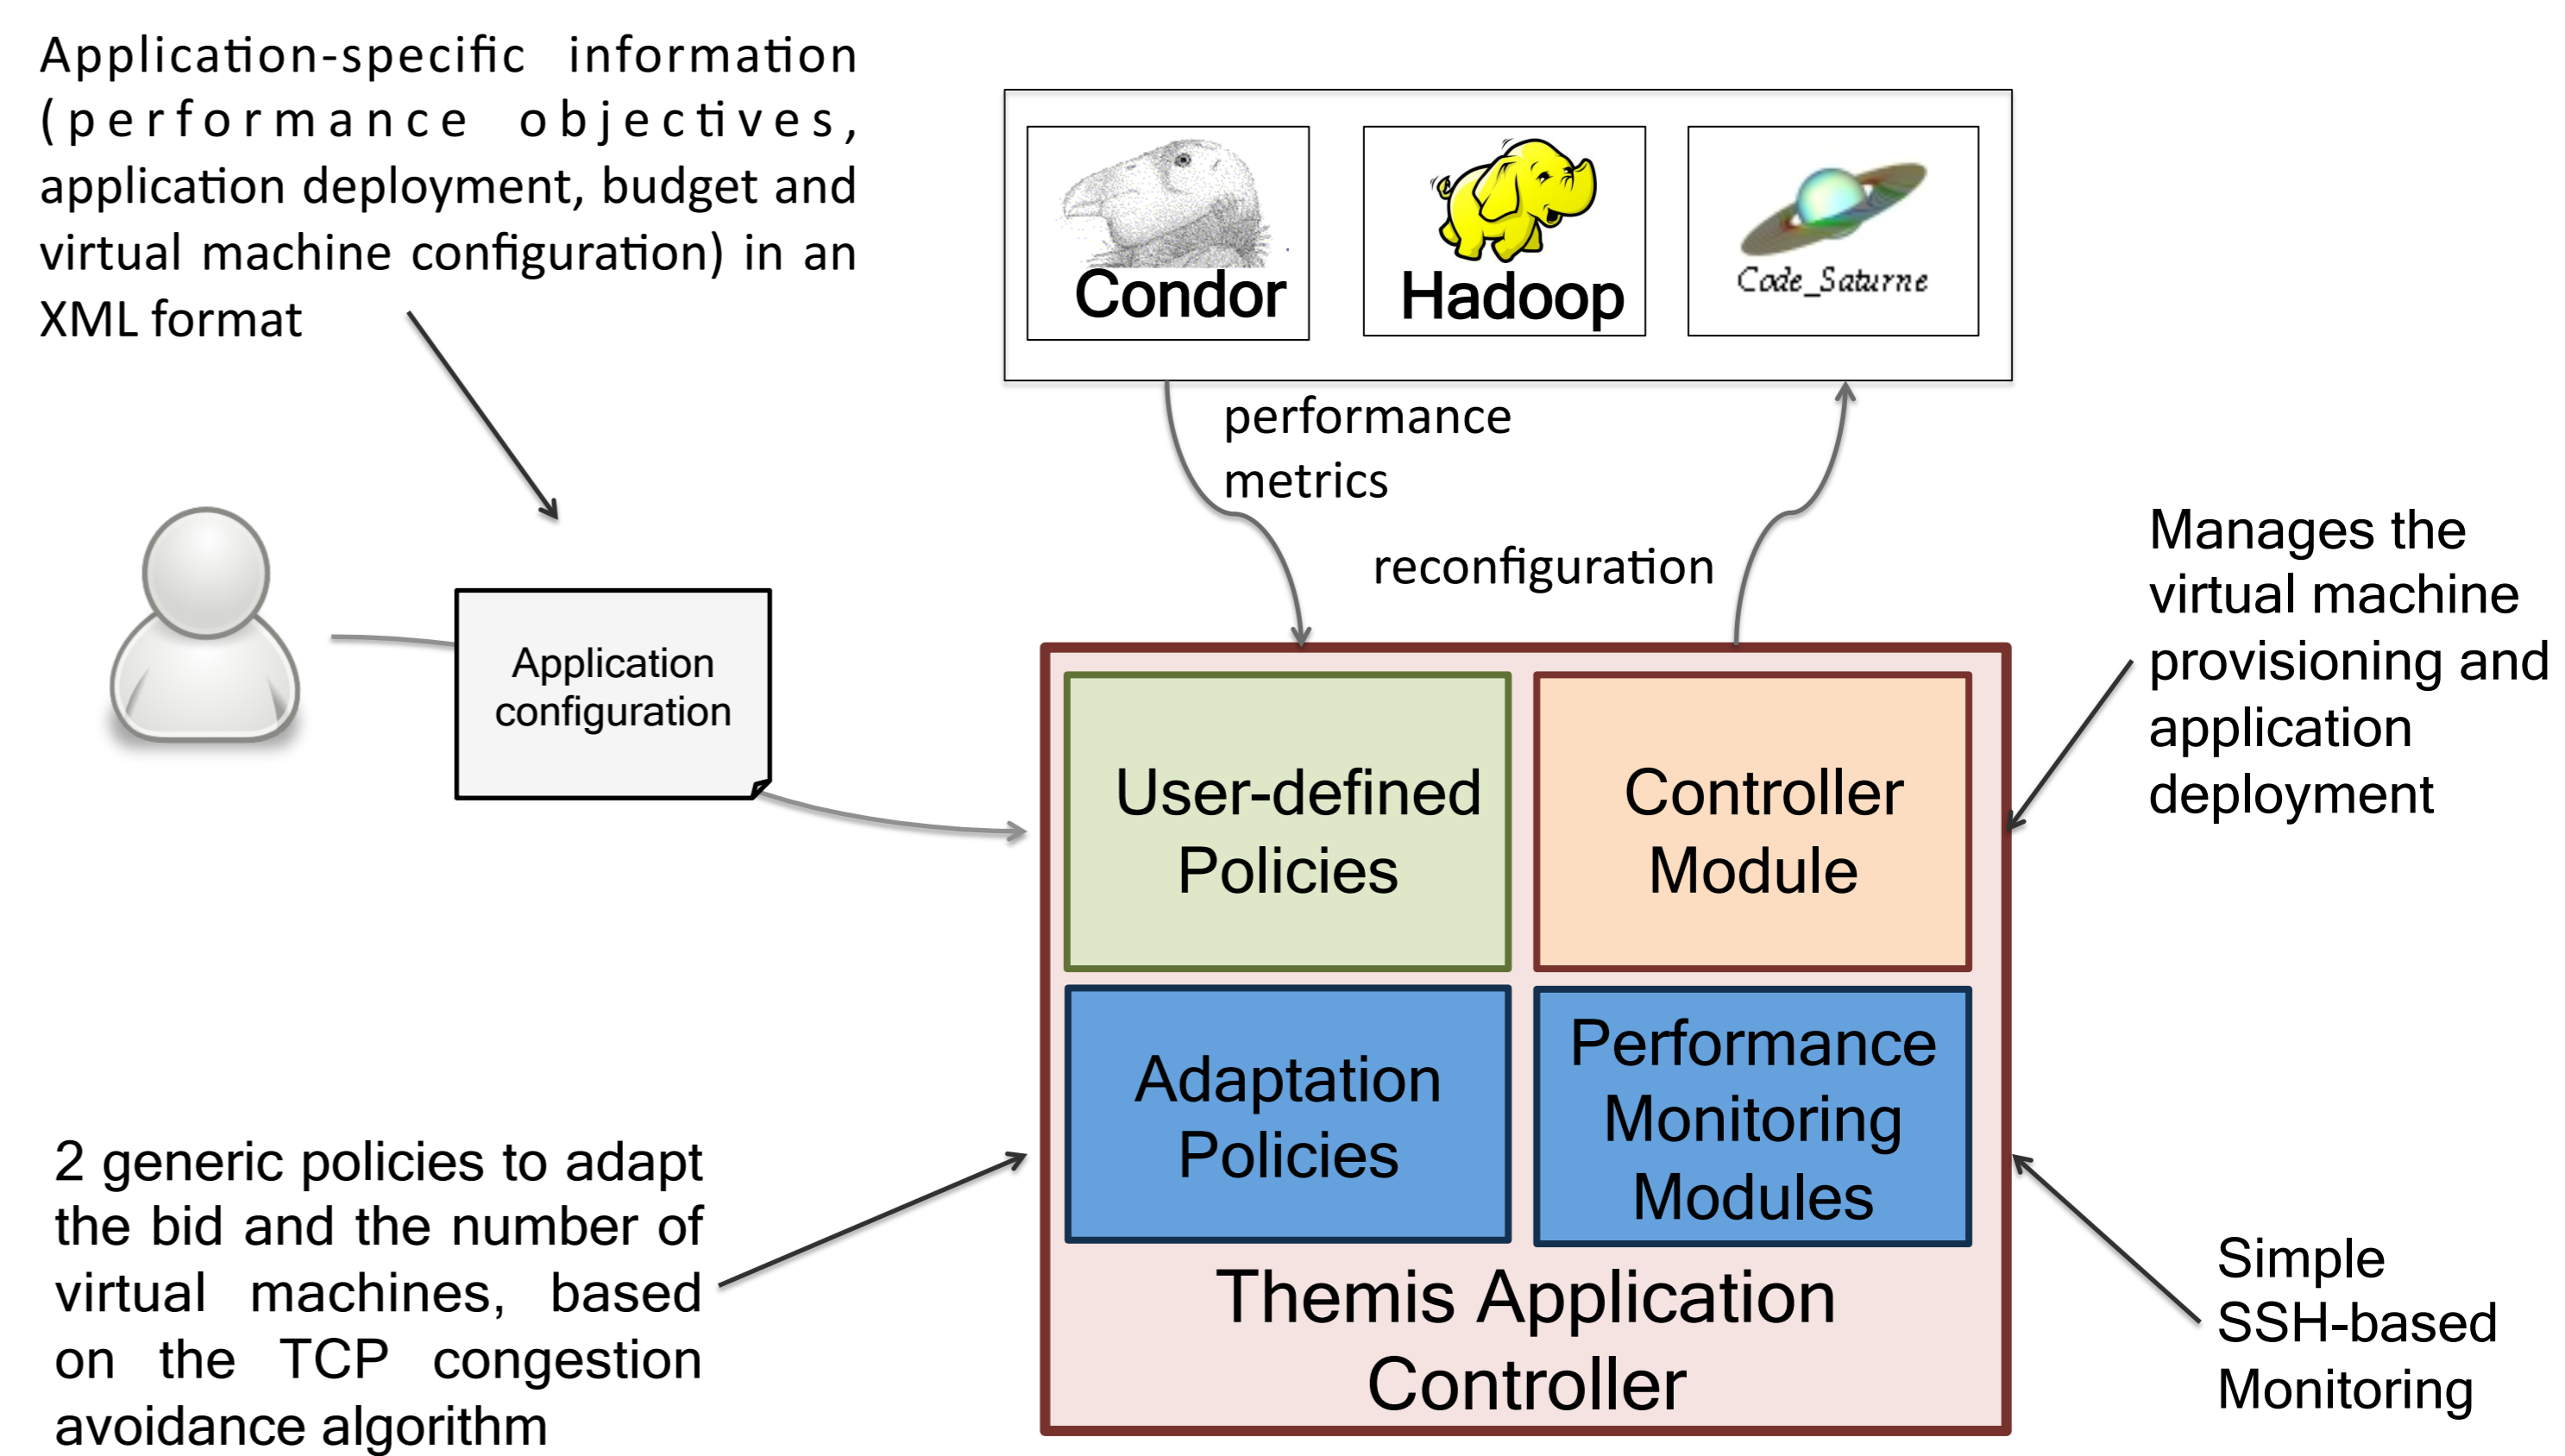 Application-specific information
(performance objectives,
application deployment, budget and
virtual machine configuration) in an
XML format
Condor
Hadoop
Code_Saturne
performance
metrics
reconfiguration
Application
configuration
Manages the
virtual machine
provisioning and
application
deployment
User-defined
Policies
Controller
Module
Adaptation
Policies
Performance
Monitoring
Modules
Themis Application
Controller
2 generic policies to adapt
the bid and the number of
virtual machines, based
on the TCP congestion
avoidance algorithm
Simple
SSH-based
Monitoring